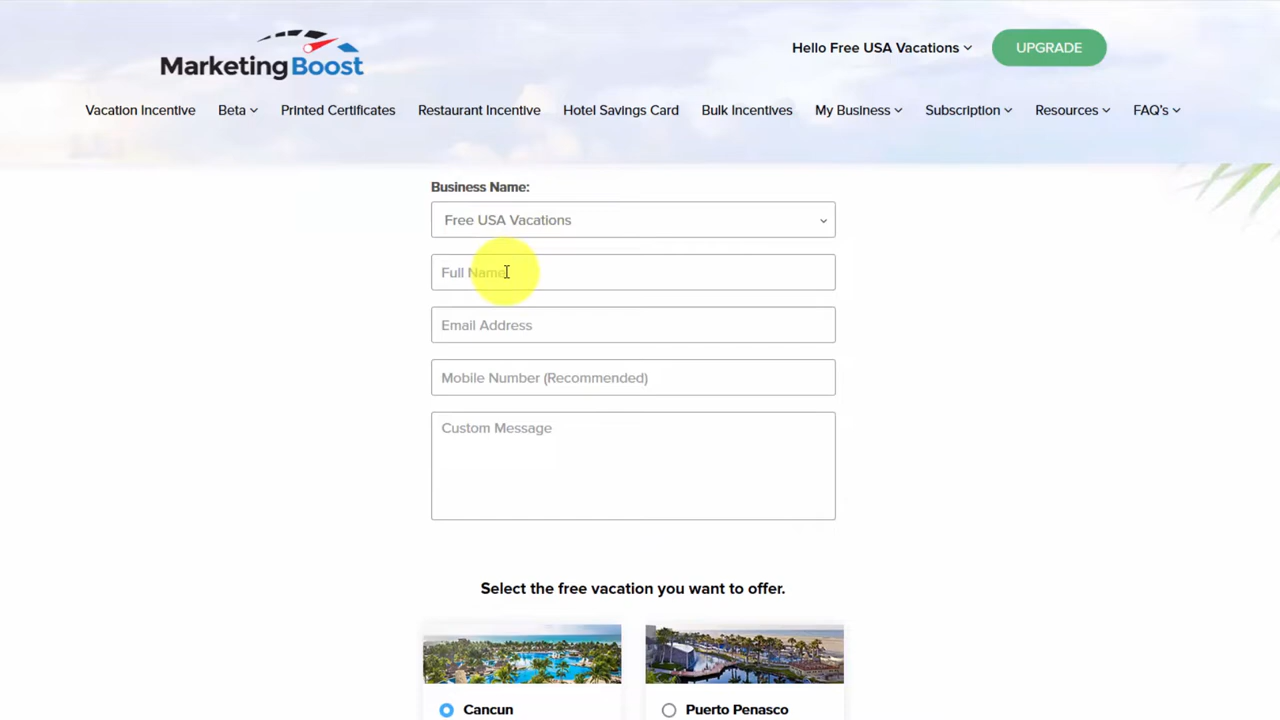 MarketingBoost
Hello Free USA Vacations
UPGRADE
Vacation Incentive
Beta
Printed Certificates
Restaurant Incentive
Hotel Savings Card
Bulk Incentives
My Business
Subscription
Resources
FAQ's
Business Name:
Free USA Vacations
Full Name
Email Address
Mobile Number (Recommended)
Custom Message
Select the free vacation you want to offer.
Cancun
Puerto Penasco